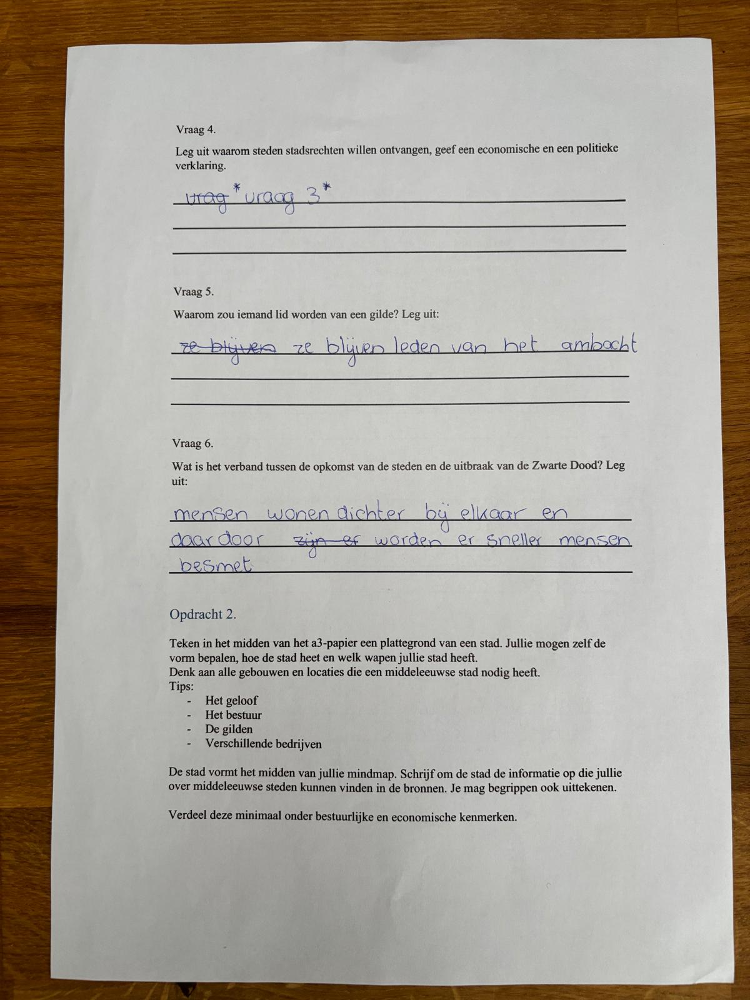 Vraag 4.
Leg uit waarom steden stadsrechten willen ontvangen, geef een economische en een politieke
verklaring.
vrag * vraag 3 *
Vraag 5.
Waarom zou iemand lid worden van een gilde? Leg uit:
ze blijven ze blijven leden van het ambacht
Vraag 6.
Wat is het verband tussen de opkomst van de steden en de uitbraak van de Zwarte Dood? Leg
uit:
mensen wonen dichter bij elkaar en
daardoor zijn er worden er sneller mensen
besmet
Opdracht 2.
Teken in het midden van het a3-papier een plattegrond van een stad. Jullie mogen zelf de
vorm bepalen, hoe de stad heet en welk wapen jullie stad heeft.
Denk aan alle gebouwen en locaties die een middeleeuwse stad nodig heeft.
Tips:
- Het geloof
- Het bestuur
- De gilden
- Verschillende bedrijven
De stad vormt het midden van jullie mindmap. Schrijf om de stad de informatie op die jullie
over middeleeuwse steden kunnen vinden in de bronnen. Je mag begrippen ook uittekenen.
Verdeel deze minimaal onder bestuurlijke en economische kenmerken.